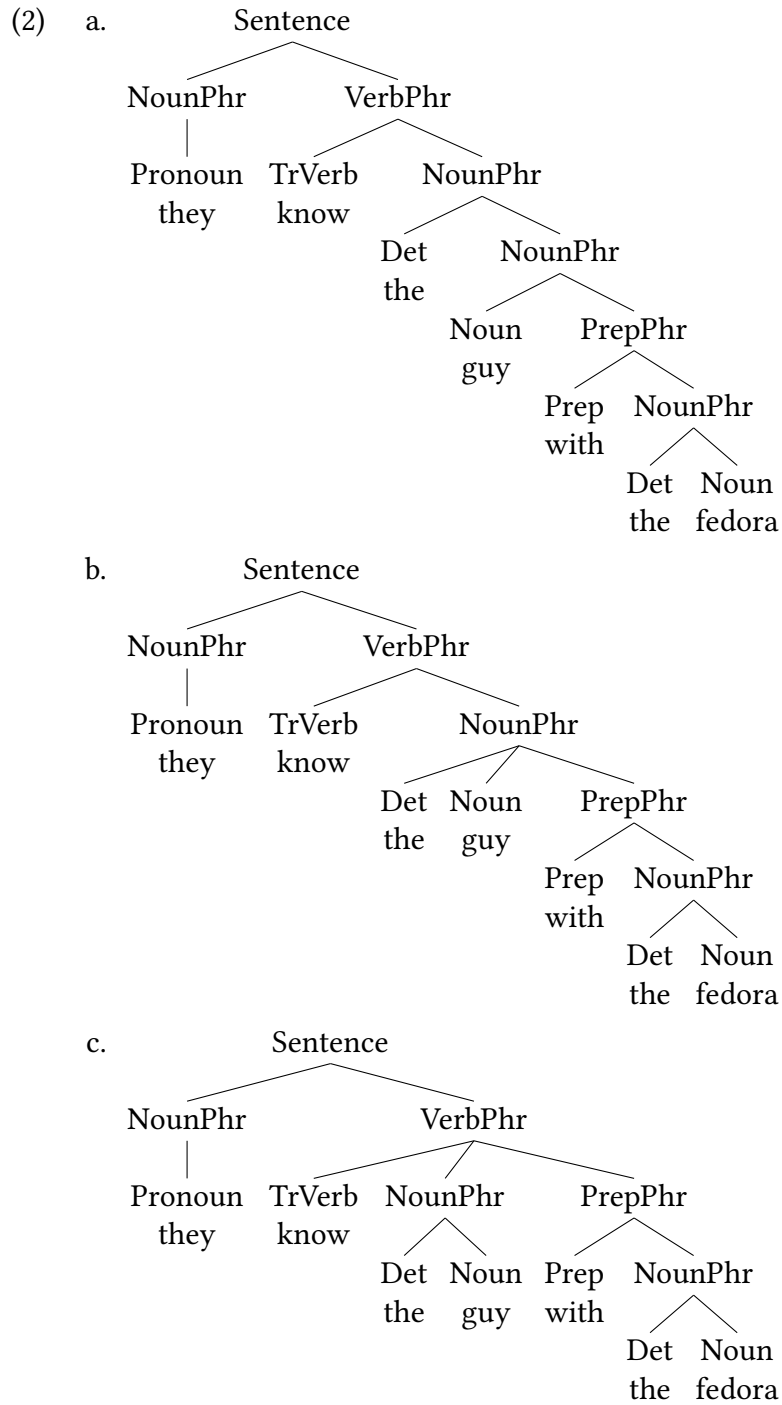 (2) a. Sentence
NounPhr VerbPhr
Pronoun TrVerb NounPhr
they know
Det NounPhr
the
Noun PrepPhr
guy
Prep NounPhr
with
Det Noun
the fedora
b. Sentence
NounPhr VerbPhr
Pronoun TrVerb NounPhr
they know
Det Noun PrepPhr
the guy
Prep NounPhr
with
Det Noun
the fedora
c. Sentence
NounPhr VerbPhr
Pronoun TrVerb NounPhr PrepPhr
they know
Det Noun Prep NounPhr
the guy with
Det Noun
the fedora